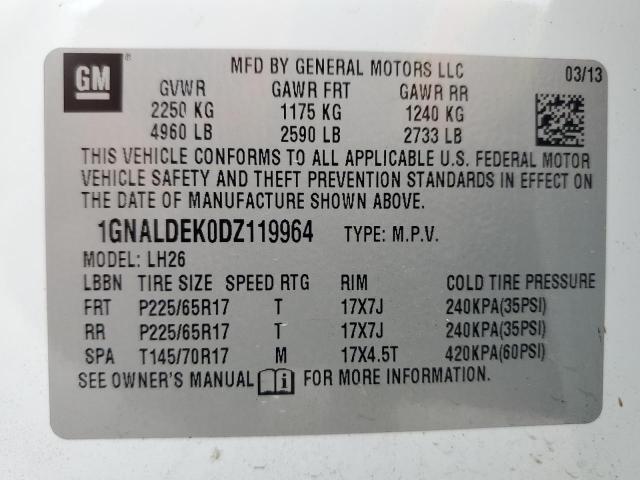 GM ® MFD BY GENERAL MOTORS LLC 03/13
GVWR GAWR FRT GAWR RR
2250 KG 1175 KG 1240 KG
4960 LB 2590 LB 2733 LB
THIS VEHICLE CONFORMS TO ALL APPLICABLE U.S. FEDERAL MOTOR
VEHICLE SAFETY AND THEFT PREVENTION STANDARDS IN EFFECT ON
THE DATE OF MANUFACTURE SHOWN ABOVE.
1GNALDEK0DZ119964 TYPE: M.P.V.
MODEL: LH26
LBBN TIRE SIZE SPEED RTG RIM COLD TIRE PRESSURE
FRT P225/65R17 T 17X7J 240KPA(35PSI)
RR P225/65R17 T 17X7J 240KPA(35PSI)
SPA T145/70R17 M 17X4.5T 420KPA(60PSI)
SEE OWNER'S MANUAL i FOR MORE INFORMATION.